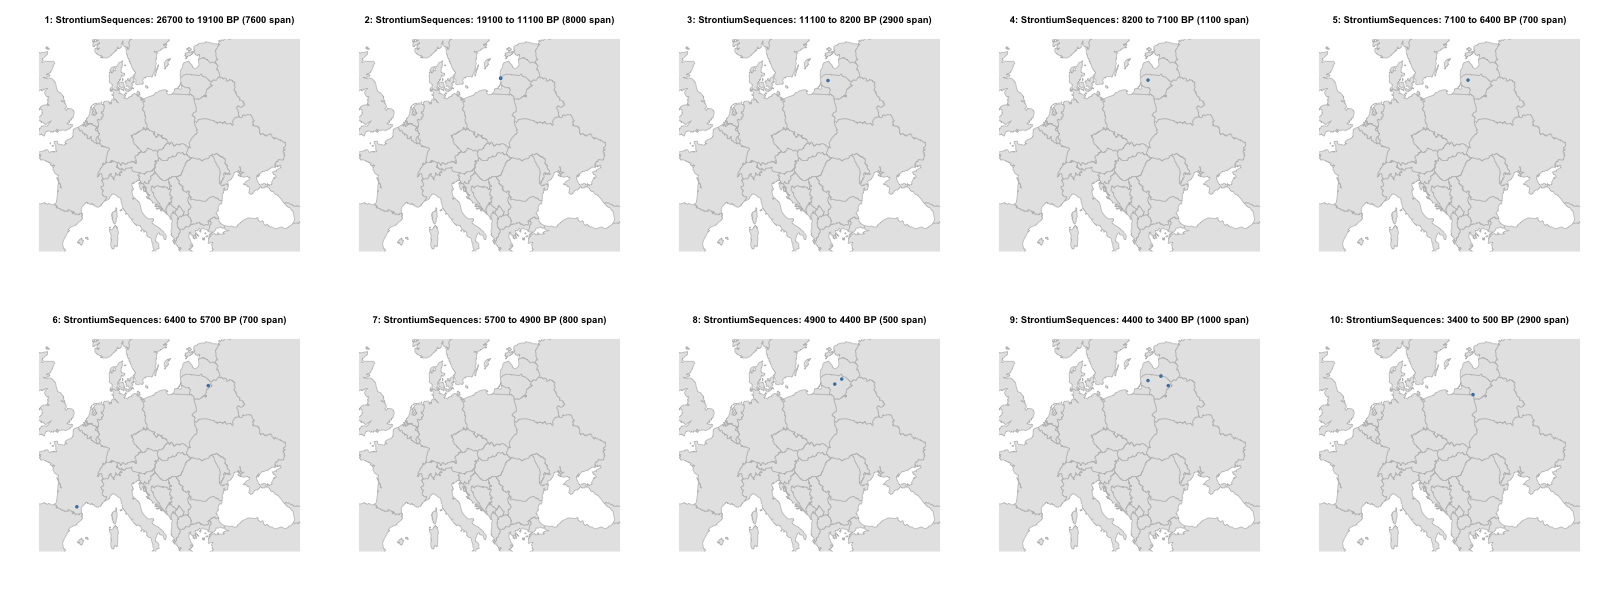 1: StrontiumSequences: 26700 to 19100 BP (7600 span)
2: StrontiumSequences: 19100 to 11100 BP (8000 span)
3: StrontiumSequences: 11100 to 8200 BP (2900 span)
4: StrontiumSequences: 8200 to 7100 BP (1100 span)
5: StrontiumSequences: 7100 to 6400 BP (700 span)
6: StrontiumSequences: 6400 to 5700 BP (700 span)
7: StrontiumSequences: 5700 to 4900 BP (800 span)
8: StrontiumSequences: 4900 to 4400 BP (500 span)
9: StrontiumSequences: 4400 to 3400 BP (1000 span)
10: StrontiumSequences: 3400 to 500 BP (2900 span)